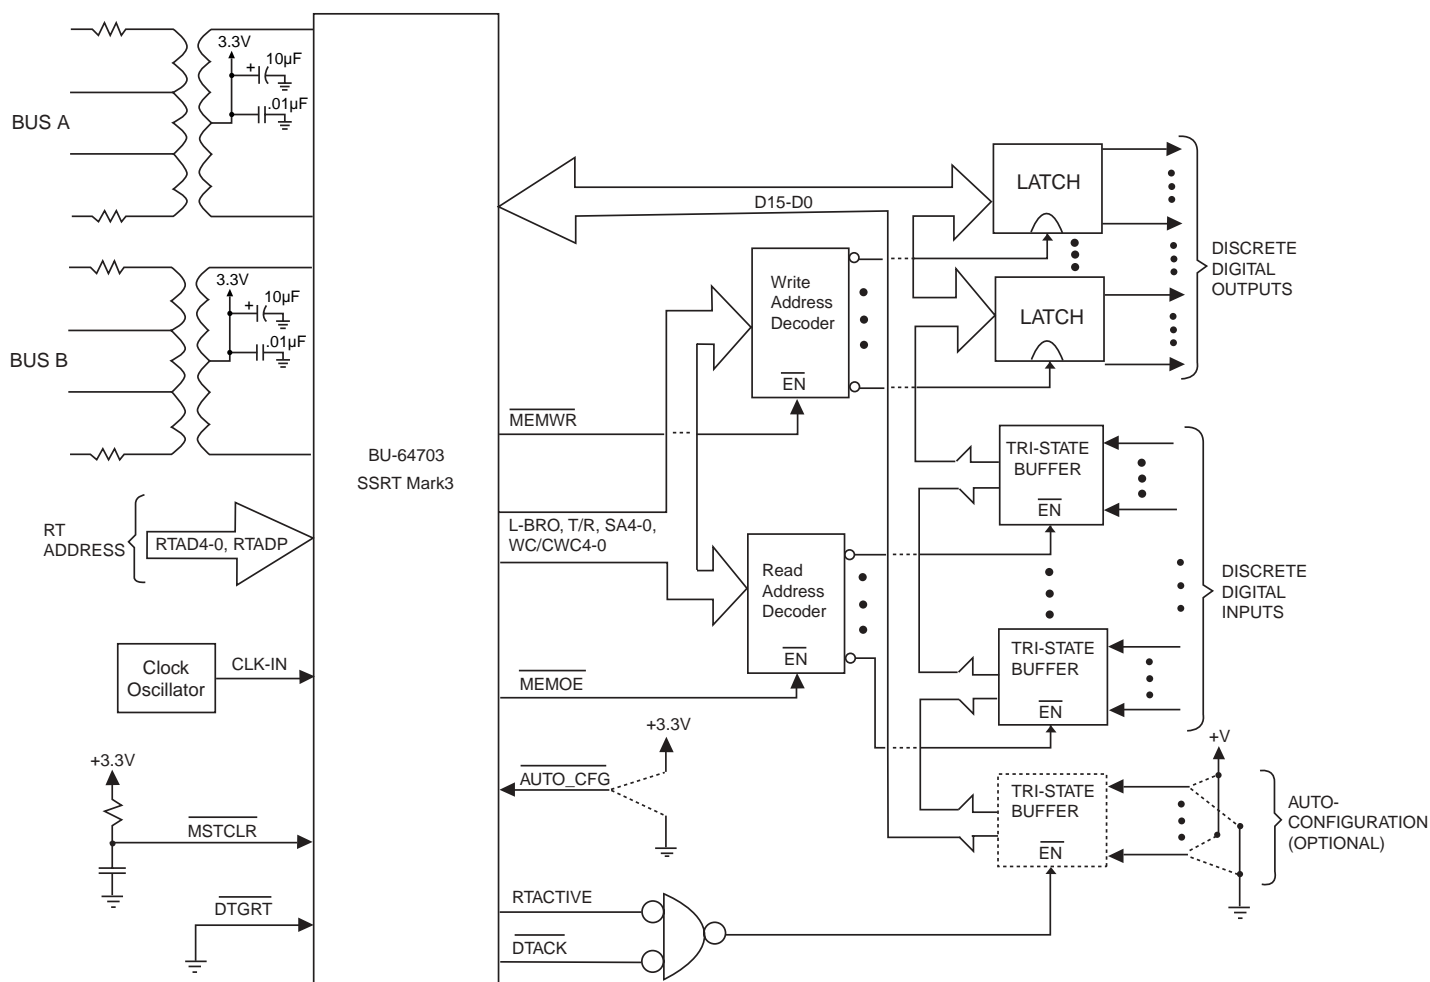 BUS A
3.3V
+
10µF
.01µF
BUS B
3.3V
+
10µF
.01µF
RT
ADDRESS
RTAD4-0, RTADP
Clock
Oscillator
CLK-IN
+3.3V
MSTCLR
DTGRT
BU-64703
SSRT Mark3
D15-D0
MEMWR
L-BRO, T/R, SA4-0,
WC/CWC4-0
MEMOE
+3.3V
AUTO_CFG
RTACTIVE
DTACK
Write
Address
Decoder
EN
Read
Address
Decoder
EN
LATCH
LATCH
DISCRETE
DIGITAL
OUTPUTS
TRI-STATE
BUFFER
EN
TRI-STATE
BUFFER
EN
DISCRETE
DIGITAL
INPUTS
TRI-STATE
BUFFER
EN
+V
AUTO-
CONFIGURATION
(OPTIONAL)